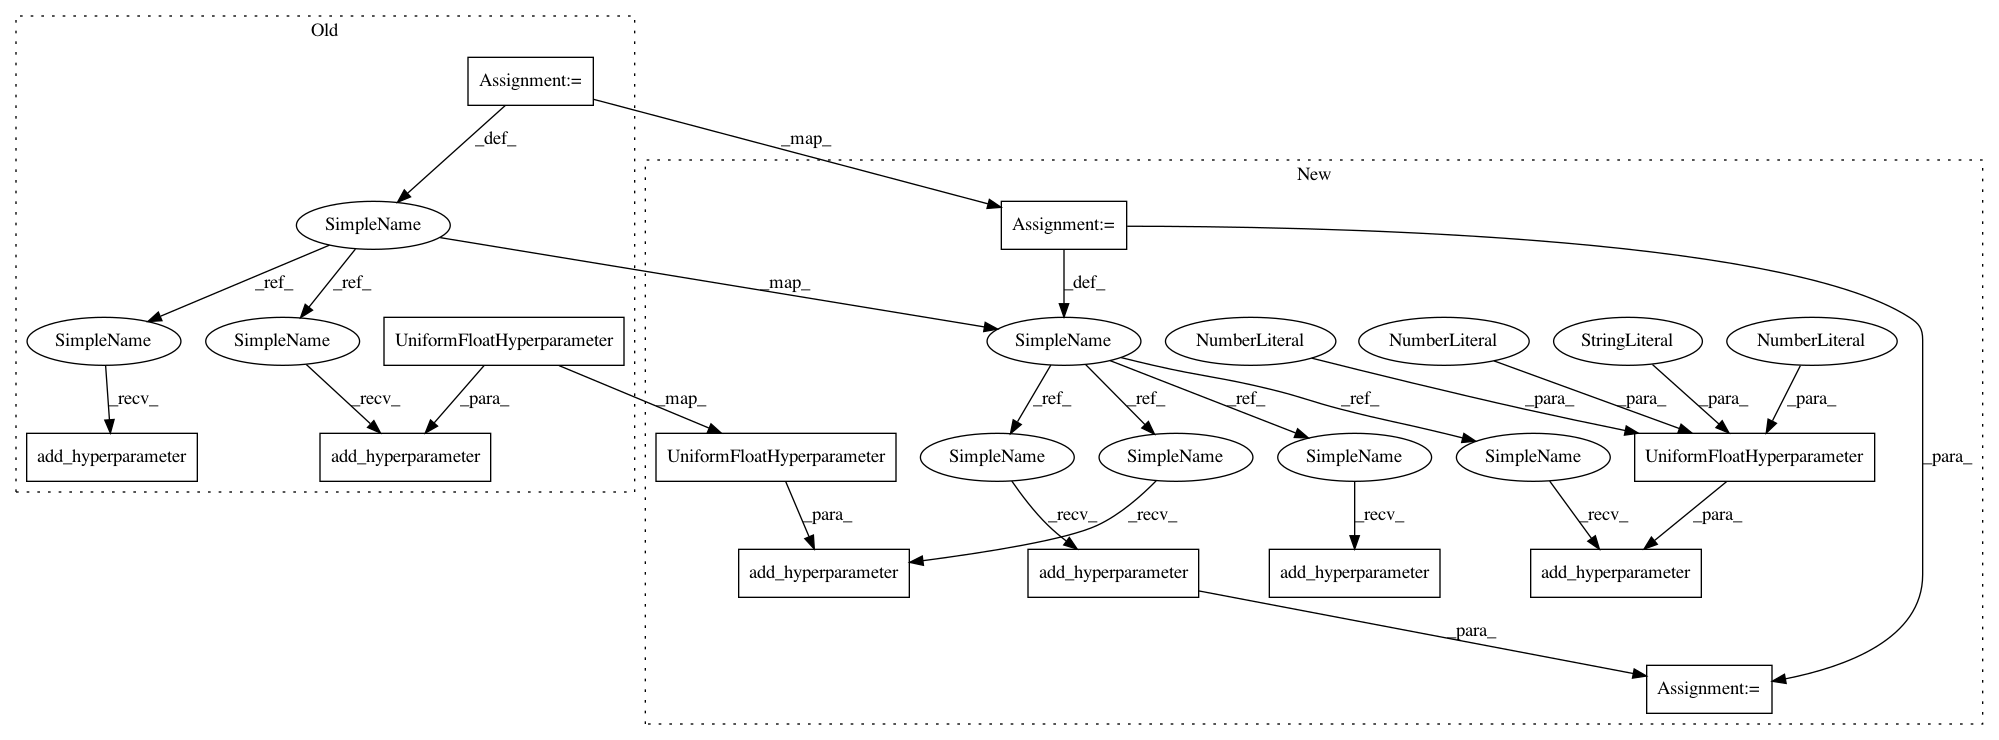 Old
Assignment:=
_def_
_map_
New
SimpleName
Assignment:=
_ref_
_ref_
_map_
_def_
SimpleName
SimpleName
UniformFloatHyperparameter
SimpleName
NumberLiteral
NumberLiteral
StringLiteral
NumberLiteral
_recv_
_recv_
_para_
_map_
_ref_
_ref_
_ref_
_ref_
_para_
_para_
_para_
_para_
add_hyperparameter
add_hyperparameter
UniformFloatHyperparameter
SimpleName
SimpleName
SimpleName
SimpleName
UniformFloatHyperparameter
_para_
_para_
_recv_
_recv_
_recv_
_recv_
_para_
add_hyperparameter
add_hyperparameter
add_hyperparameter
add_hyperparameter
_para_
Assignment:=